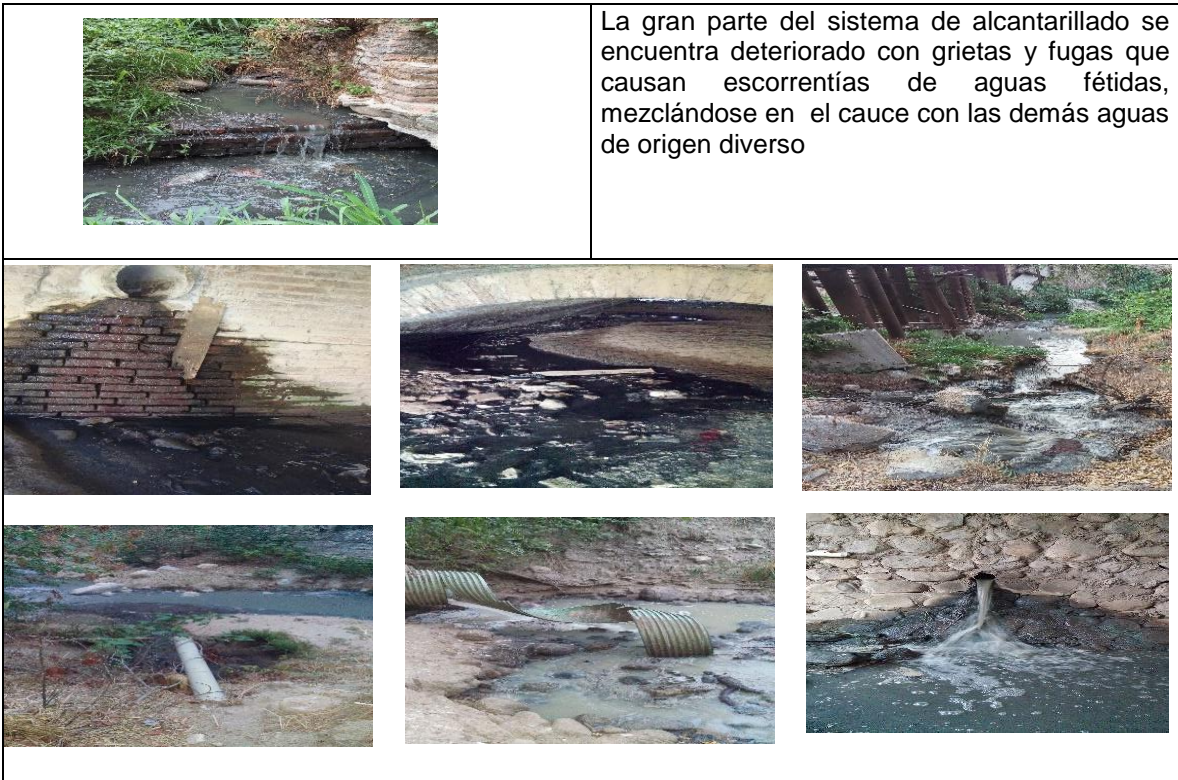 La gran parte del sistema de alcantarillado se
encuentra deteriorado con grietas y fugas que
causan escorrentías de aguas fétidas,
mezclándose en el cauce con las demás aguas
de origen diverso